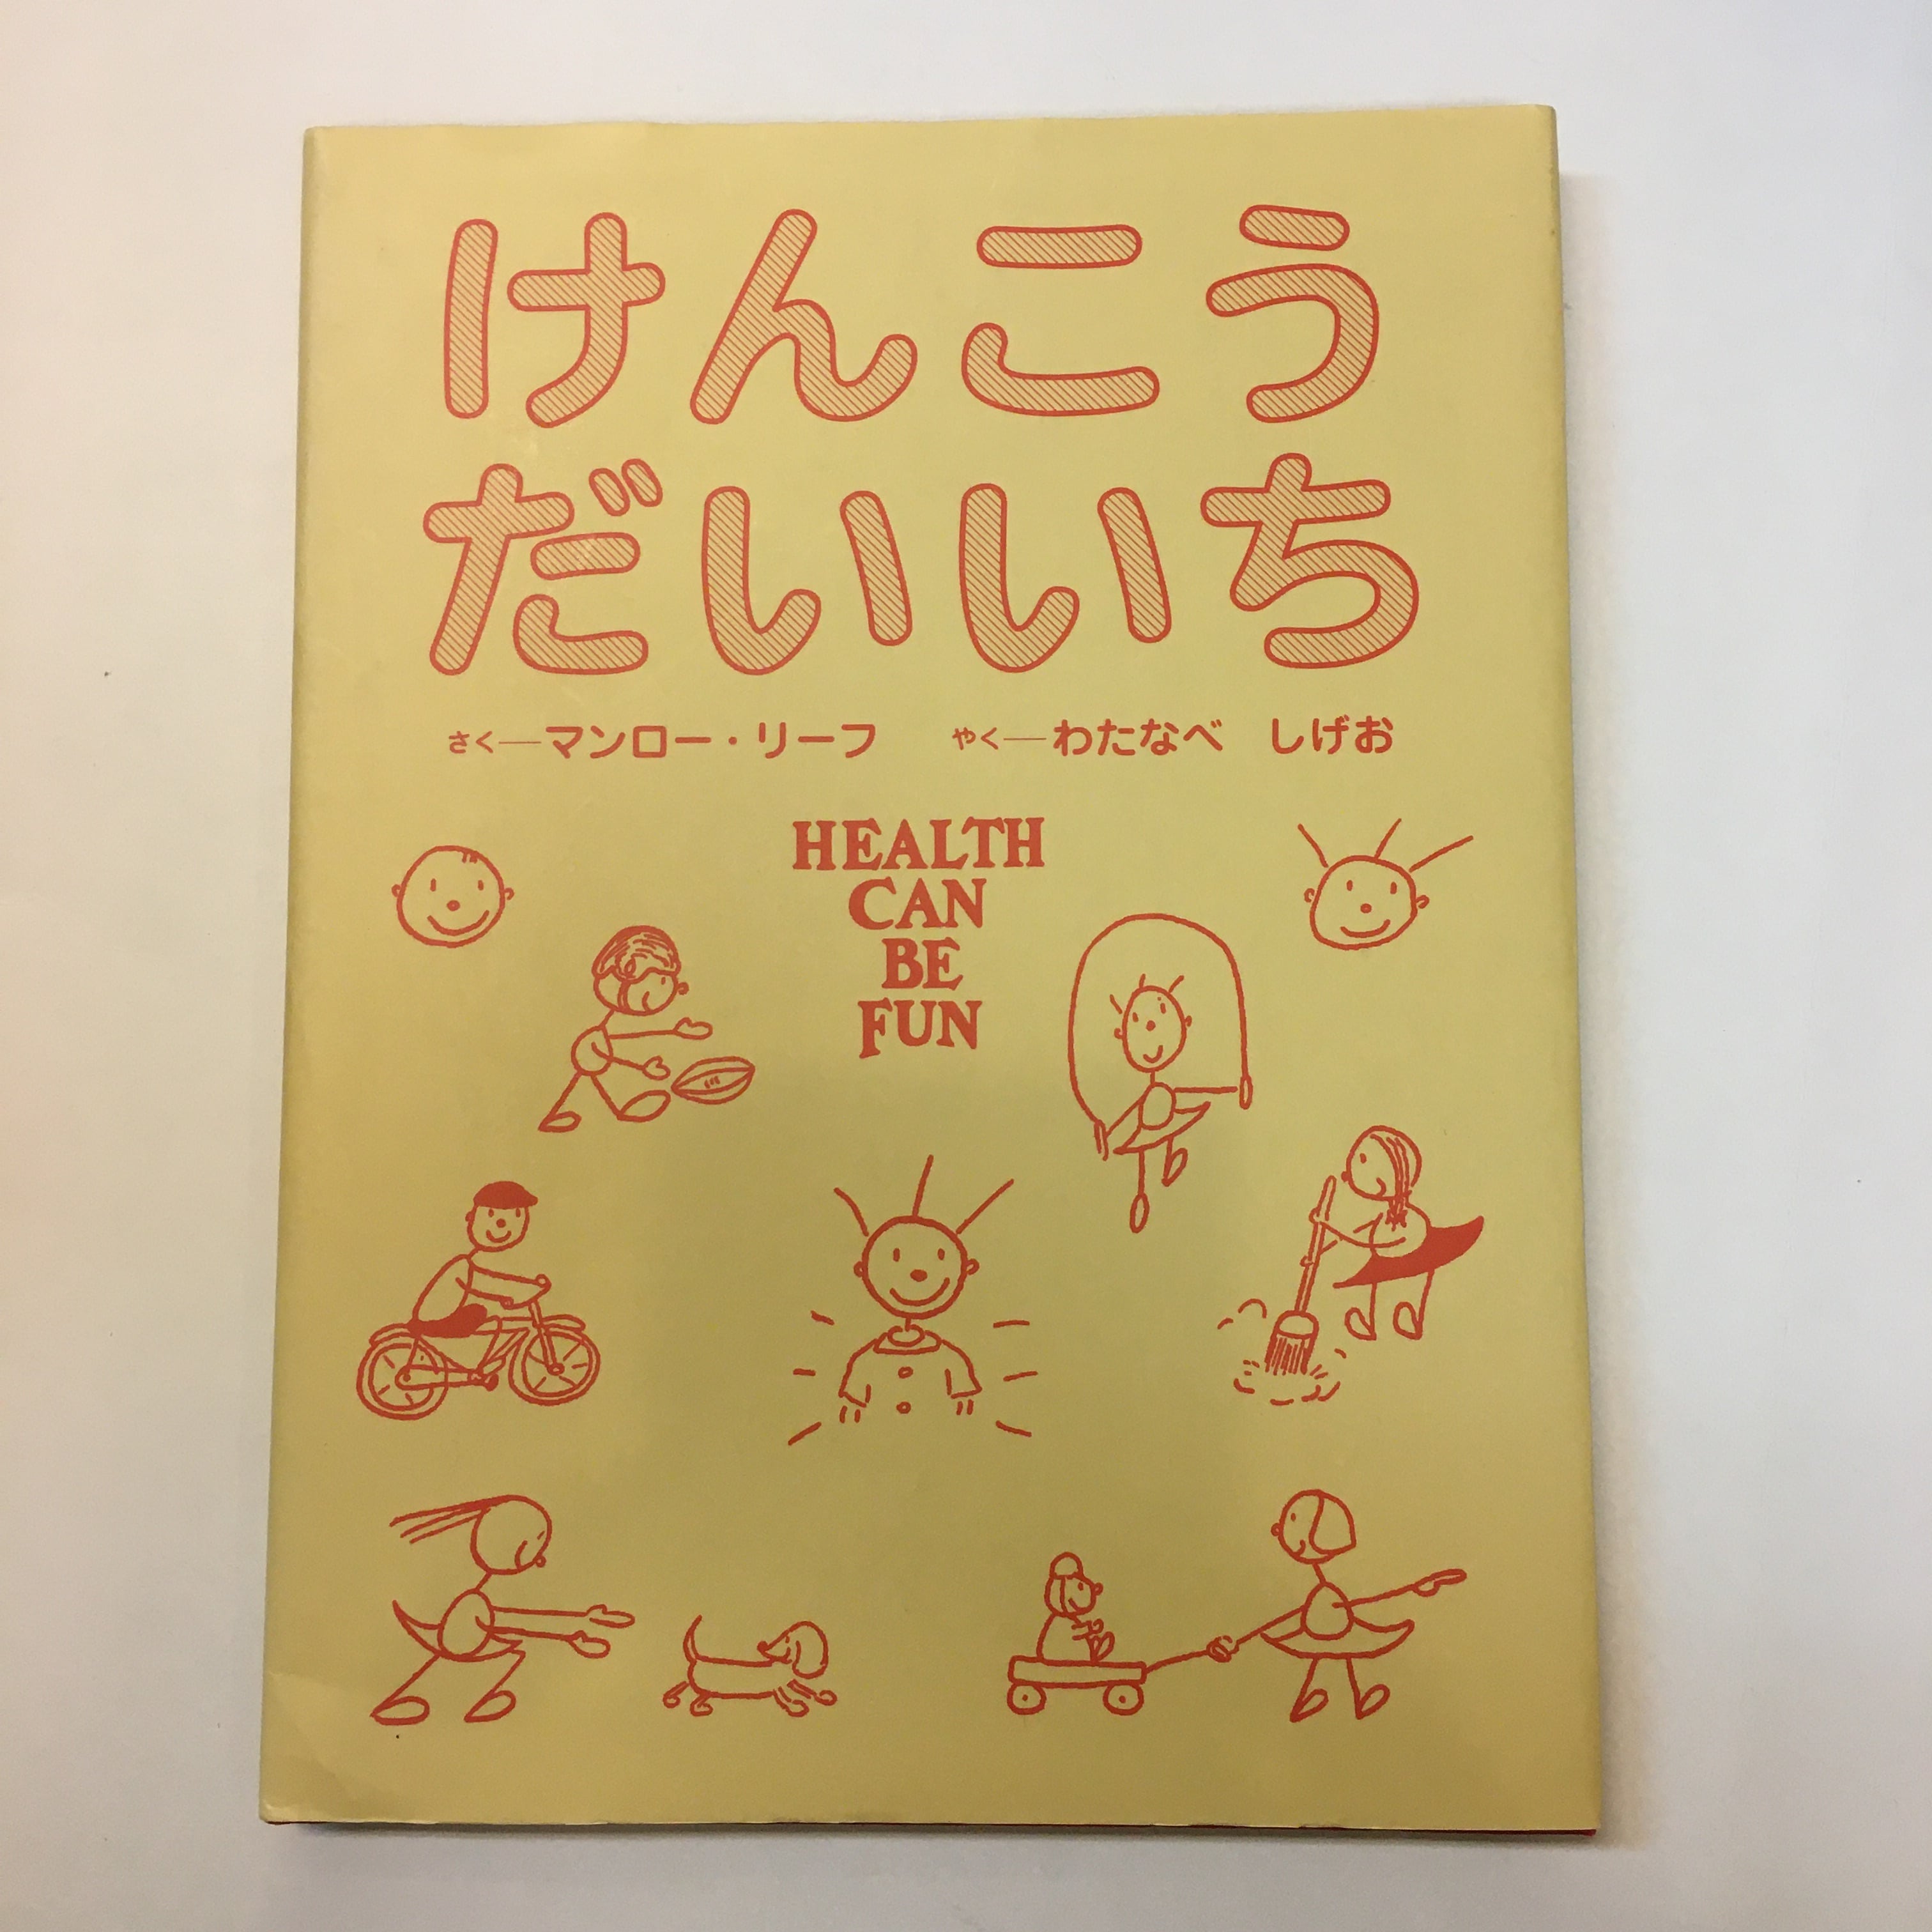 けんこう
だいいち
さく―マンロー・リーフ　やく―わたなべ　しげお
HEALTH
CAN
BE
FUN